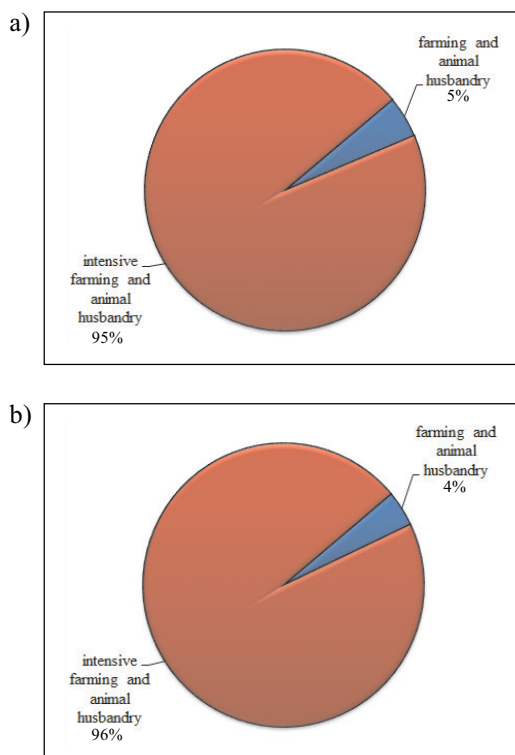 a)
farming and
animal
husbandry
5%
intensive
farming and
animal
husbandry
95%
b)
farming and
animal
husbandry
4%
intensive
farming and
animal
husbandry
96%